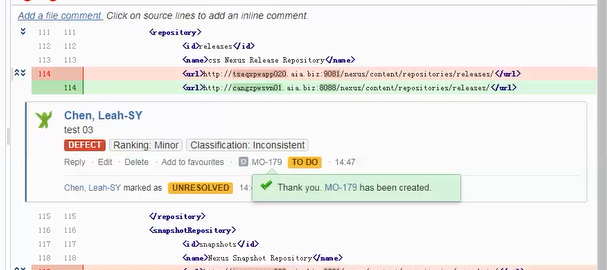 Add a file comment. Click on source lines to add an inline comment.
111 111 <repository>
112 112 <id>releases</id>
113 113 <name>css Nexus Release Repository</name>
114 <url>http://tseqxpwapp020.aia.biz:9081/nexus/content/repositories/releases/</url>
114 <url>http://cangzpwsvn01.aia.biz:8088/nexus/content/repositories/releases/</url>
Chen, Leah-SY
test 03
DEFECT Ranking: Minor Classification: Inconsistent
Reply · Edit · Delete · Add to favourites · MO-179 TO DO · 14:47
Thank you. MO-179 has been created.
Chen, Leah-SY marked as UNRESOLVED
115 115 </repository>
116 116 <snapshotRepository>
117 117 <id>snapshots</id>
118 118 <name>Nexus Snapshot Repository</name>